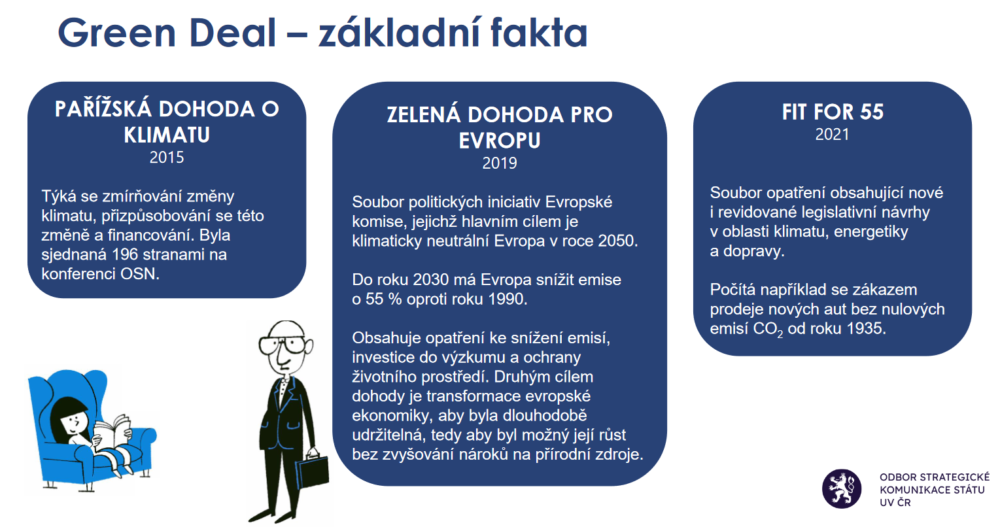 Green Deal – základní fakta
PAŘÍŽSKÁ DOHODA O
KLIMATU
2015
Týká se zmírňování změny
klimatu, přizpůsobování se této
změně a financování. Byla
sjednaná 196 stranami na
konferenci OSN.
ZELENÁ DOHODA PRO
EVROPU
2019
Soubor politických iniciativ Evropské
komise, jejichž hlavním cílem je
klimaticky neutrální Evropa v roce 2050.
Do roku 2030 má Evropa snížit emise
o 55 % oproti roku 1990.
Obsahuje opatření ke snížení emisí,
investice do výzkumu a ochrany
životního prostředí. Druhým cílem
dohody je transformace evropské
ekonomiky, aby byla dlouhodobě
udržitelná, tedy aby byl možný její růst
bez zvyšování nároků na přírodní zdroje.
FIT FOR 55
2021
Soubor opatření obsahující nové
i revidované legislativní návrhy
v oblasti klimatu, energetiky
a dopravy.
Počítá například se zákazem
prodeje nových aut bez nulových
emisí CO₂ od roku 1935.
ODBOR STRATEGICKÉ
KOMUNIKACE STÁTU
UV ČR